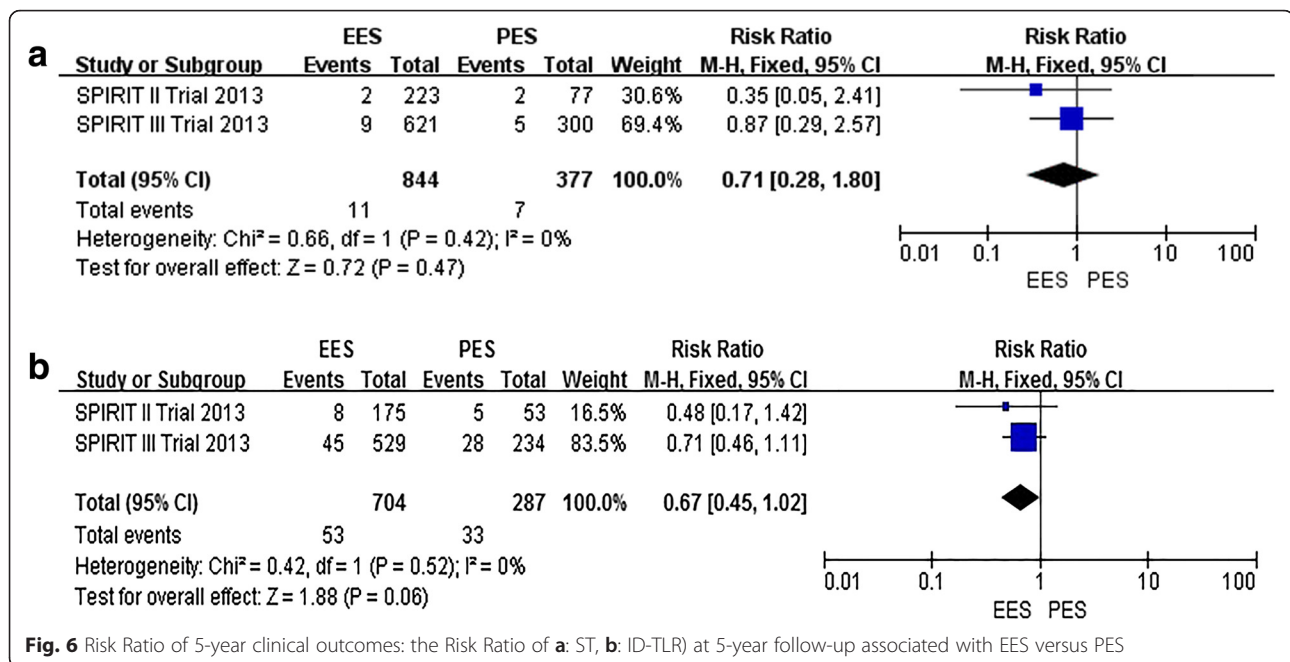 a
EES PES Risk Ratio Risk Ratio
Study or Subgroup Events Total Events Total Weight M-H, Fixed, 95% CI M-H, Fixed, 95% CI
SPIRIT II Trial 2013 2 223 2 77 30.6% 0.35 [0.05, 2.41]
SPIRIT III Trial 2013 9 621 5 300 69.4% 0.87 [0.29, 2.57]
Total (95% CI) 844 377 100.0% 0.71 [0.28, 1.80]
Total events 11 7
Heterogeneity: Chi² = 0.66, df = 1 (P = 0.42); I² = 0%
Test for overall effect: Z = 0.72 (P = 0.47)
0.01 0.1 1 10 100
EES PES
b
EES PES Risk Ratio Risk Ratio
Study or Subgroup Events Total Events Total Weight M-H, Fixed, 95% CI M-H, Fixed, 95% CI
SPIRIT II Trial 2013 8 175 5 53 16.5% 0.48 [0.17, 1.42]
SPIRIT III Trial 2013 45 529 28 234 83.5% 0.71 [0.46, 1.11]
Total (95% CI) 704 287 100.0% 0.67 [0.45, 1.02]
Total events 53 33
Heterogeneity: Chi² = 0.42, df = 1 (P = 0.52); I² = 0%
Test for overall effect: Z = 1.88 (P = 0.06)
0.01 0.1 1 10 100
EES PES
Fig. 6 Risk Ratio of 5-year clinical outcomes: the Risk Ratio of a: ST, b: ID-TLR) at 5-year follow-up associated with EES versus PES